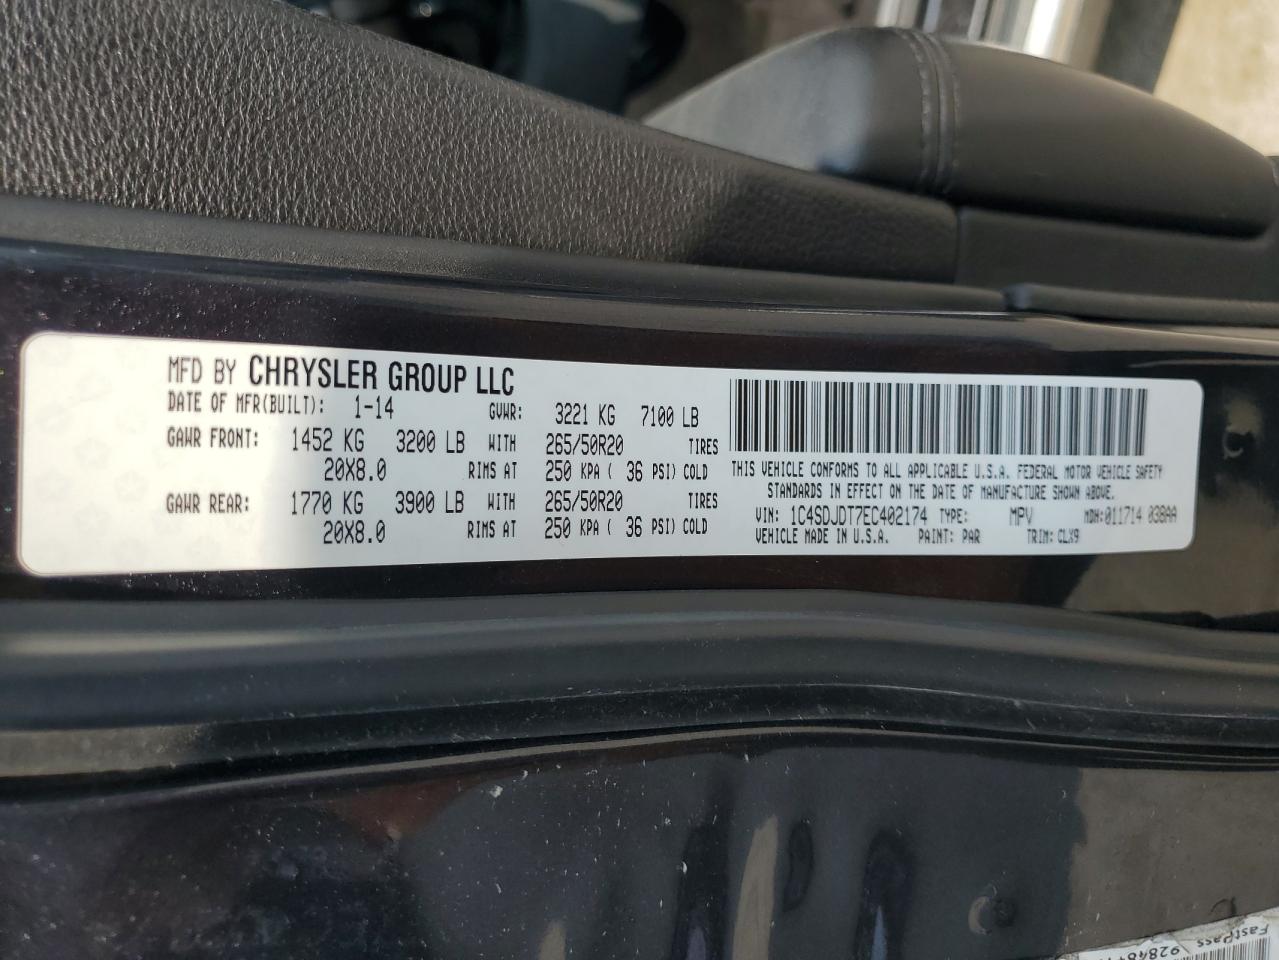 MFD BY CHRYSLER GROUP LLC
DATE OF MFR(BUILT): 1-14 GVWR: 3221 KG 7100 LB
GAWR FRONT: 1452 KG 3200 LB WITH 265/50R20 TIRES
20X8.0 RIMS AT 250 KPA ( 36 PSI) COLD
GAWR REAR: 1770 KG 3900 LB WITH 265/50R20 TIRES
20X8.0 RIMS AT 250 KPA ( 36 PSI) COLD
THIS VEHICLE CONFORMS TO ALL APPLICABLE U.S.A. FEDERAL MOTOR VEHICLE SAFETY
STANDARDS IN EFFECT ON THE DATE OF MANUFACTURE SHOWN ABOVE.
VIN: 1C4SDJDT7EC402174 TYPE: MPV MDH:011714 038AA
VEHICLE MADE IN U.S.A. PAINT: PAR TRIM: CLX9
FastPass